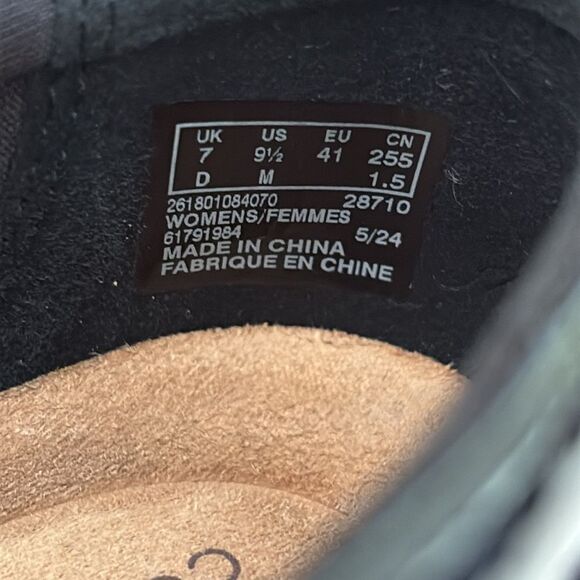 UK US EU CN
7 9½ 41 255
D M 1.5
261801084070 28710
WOMENS/FEMMES
61791984 5/24
MADE IN CHINA
FABRIQUE EN CHINE